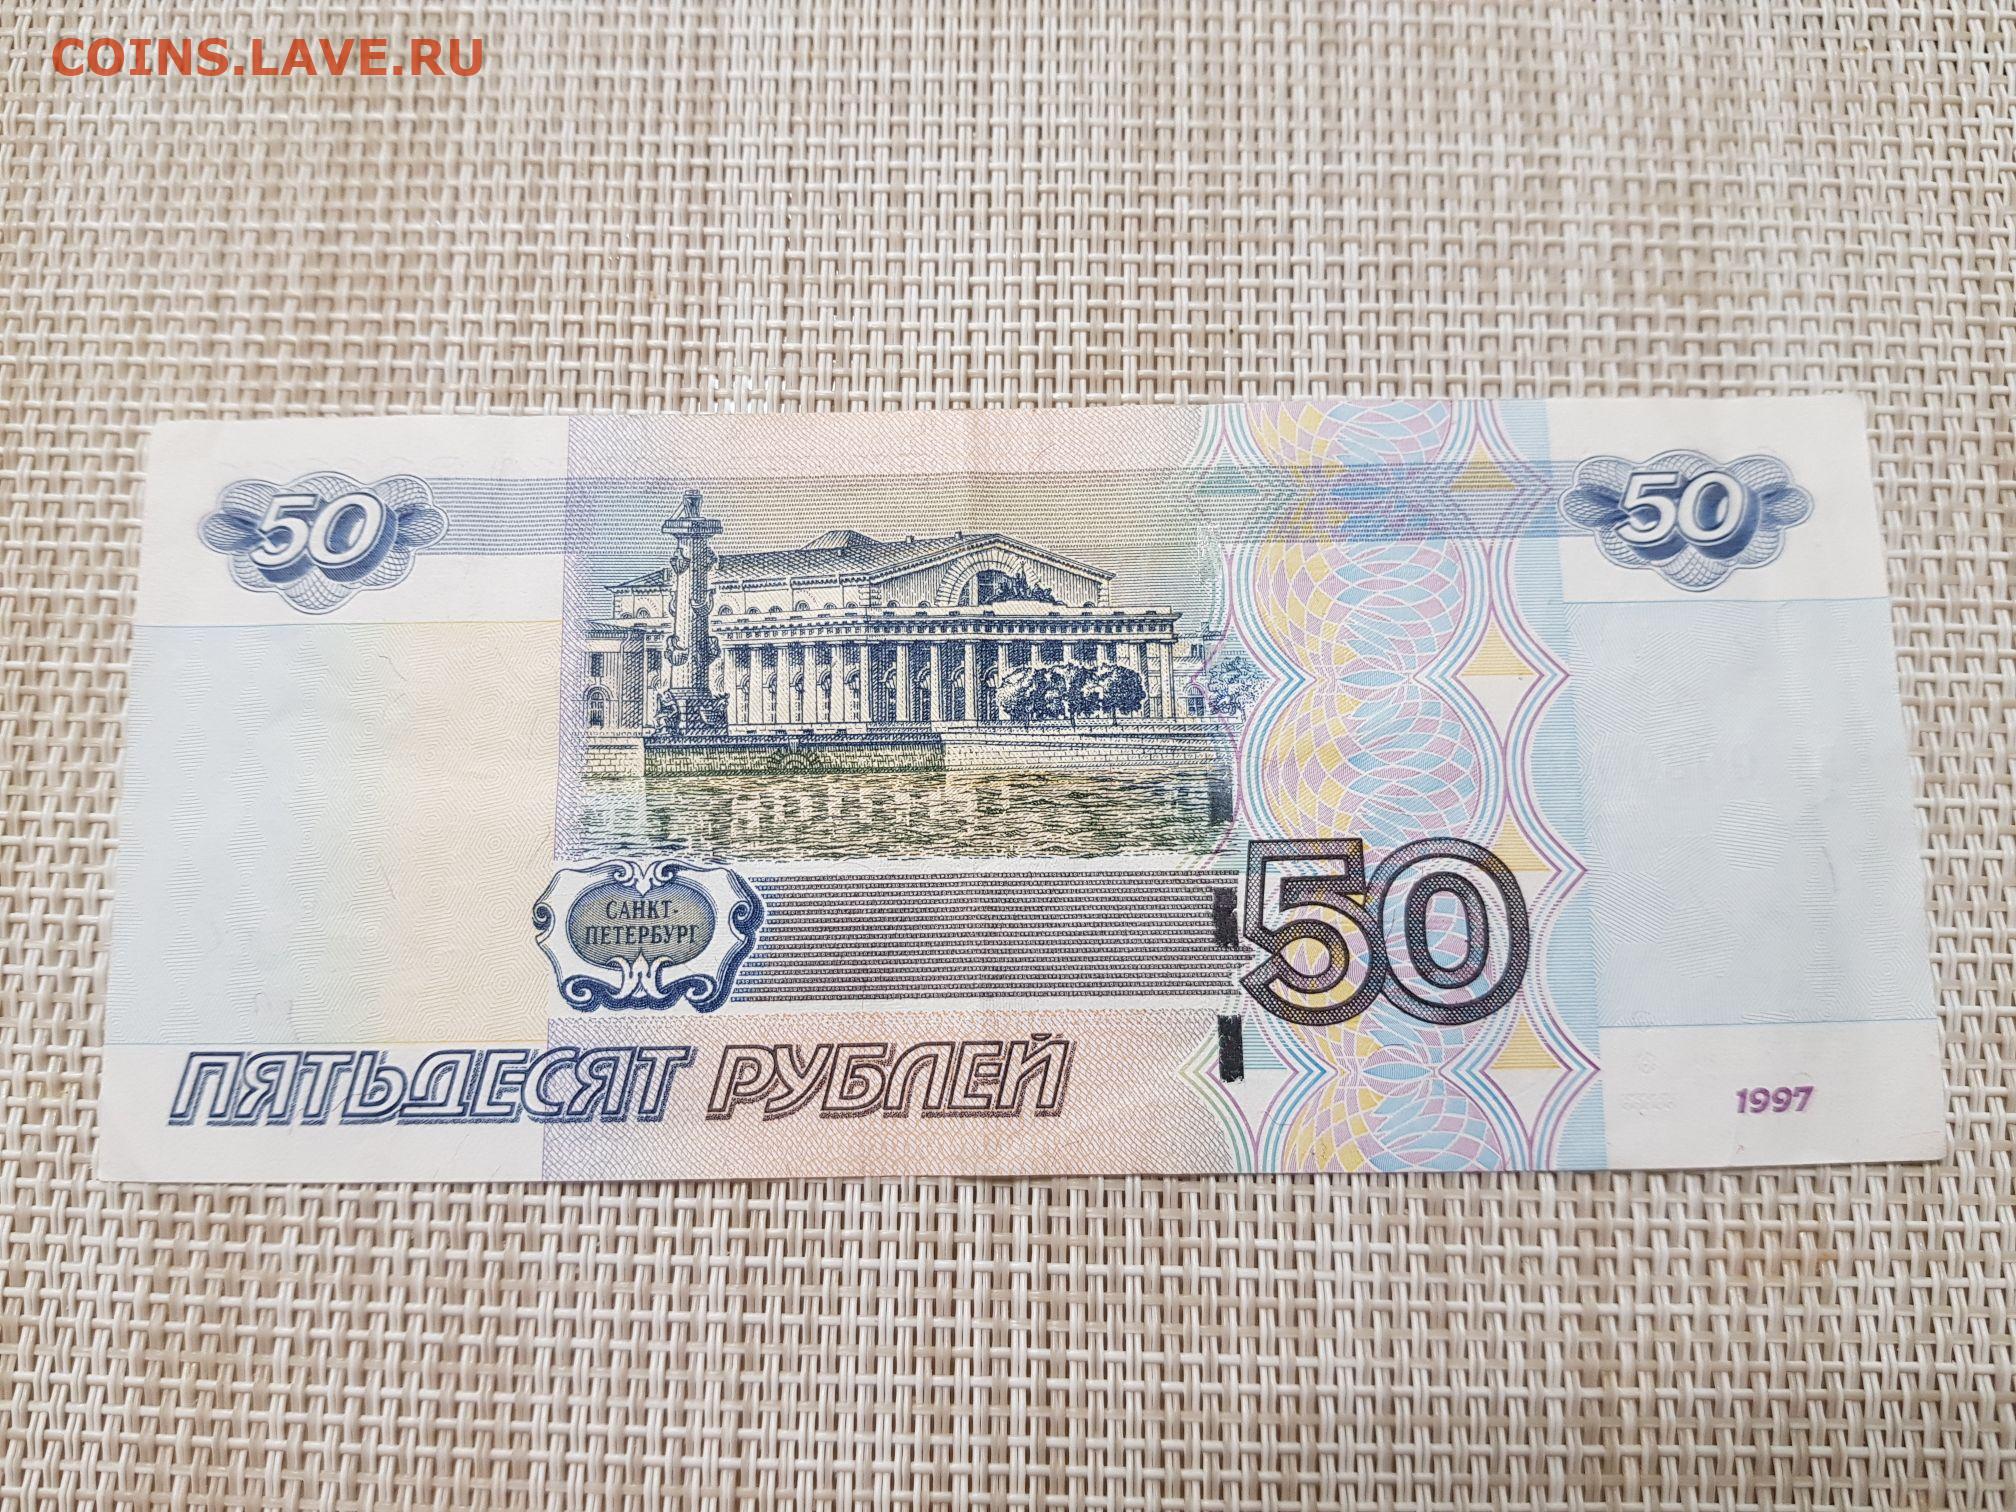 COINS.LAVE.RU
50
50
САНКТ-
ПЕТЕРБУРГ
50
ПЯТЬДЕСЯТ РУБЛЕЙ
1997